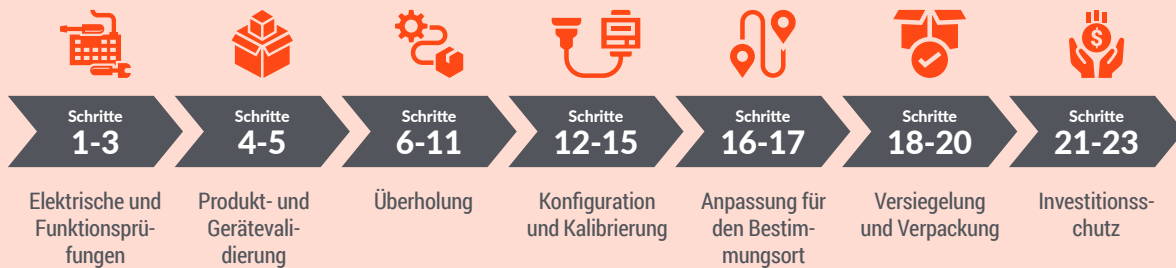 Schritte
1-3
Schritte
4-5
Schritte
6-11
Schritte
12-15
Schritte
16-17
Schritte
18-20
Schritte
21-23
Elektrische und
Funktionsprü-
fungen
Produkt- und
Gerätevali-
dierung
Überholung
Konfiguration
und Kalibrierung
Anpassung für
den Bestim-
mungsort
Versiegelung
und Verpackung
Investitionss-
chutz